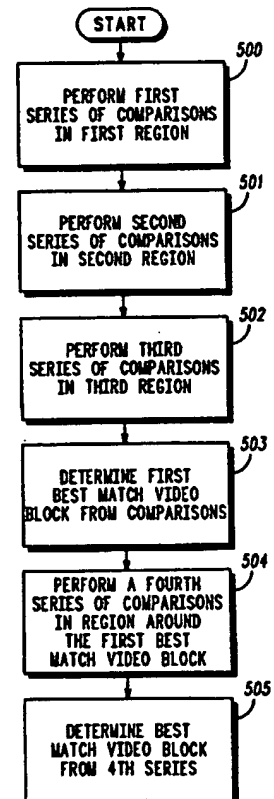 START
500
PERFORM FIRST
SERIES OF COMPARISONS
IN FIRST REGION
501
PERFORM SECOND
SERIES OF COMPARISONS
IN SECOND REGION
502
PERFORM THIRD
SERIES OF COMPARISONS
IN THIRD REGION
503
DETERMINE FIRST
BEST MATCH VIDEO
BLOCK FROM COMPARISONS
504
PERFORM A FOURTH
SERIES OF COMPARISONS
IN REGION AROUND
THE FIRST BEST
MATCH VIDEO BLOCK
505
DETERMINE BEST
MATCH VIDEO BLOCK
FROM 4TH SERIES